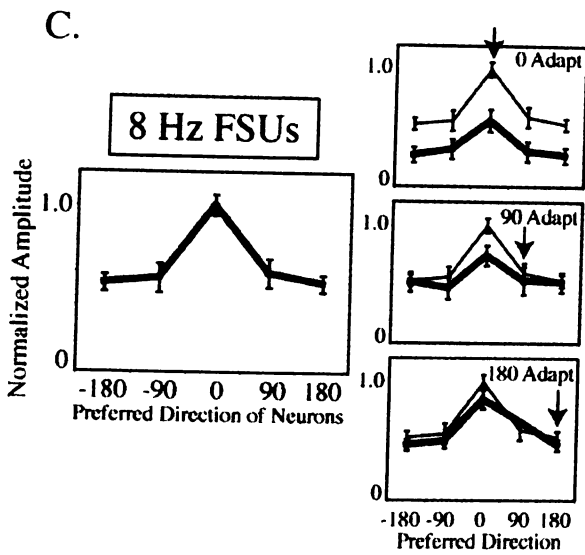 C.
8 Hz FSUs
Normalized Amplitude
1.0
0
-180 -90 0 90 180
Preferred Direction of Neurons
0 Adapt
1.0
0
90 Adapt
1.0
0
180 Adapt
1.0
0
-180 -90 0 90 180
Preferred Direction